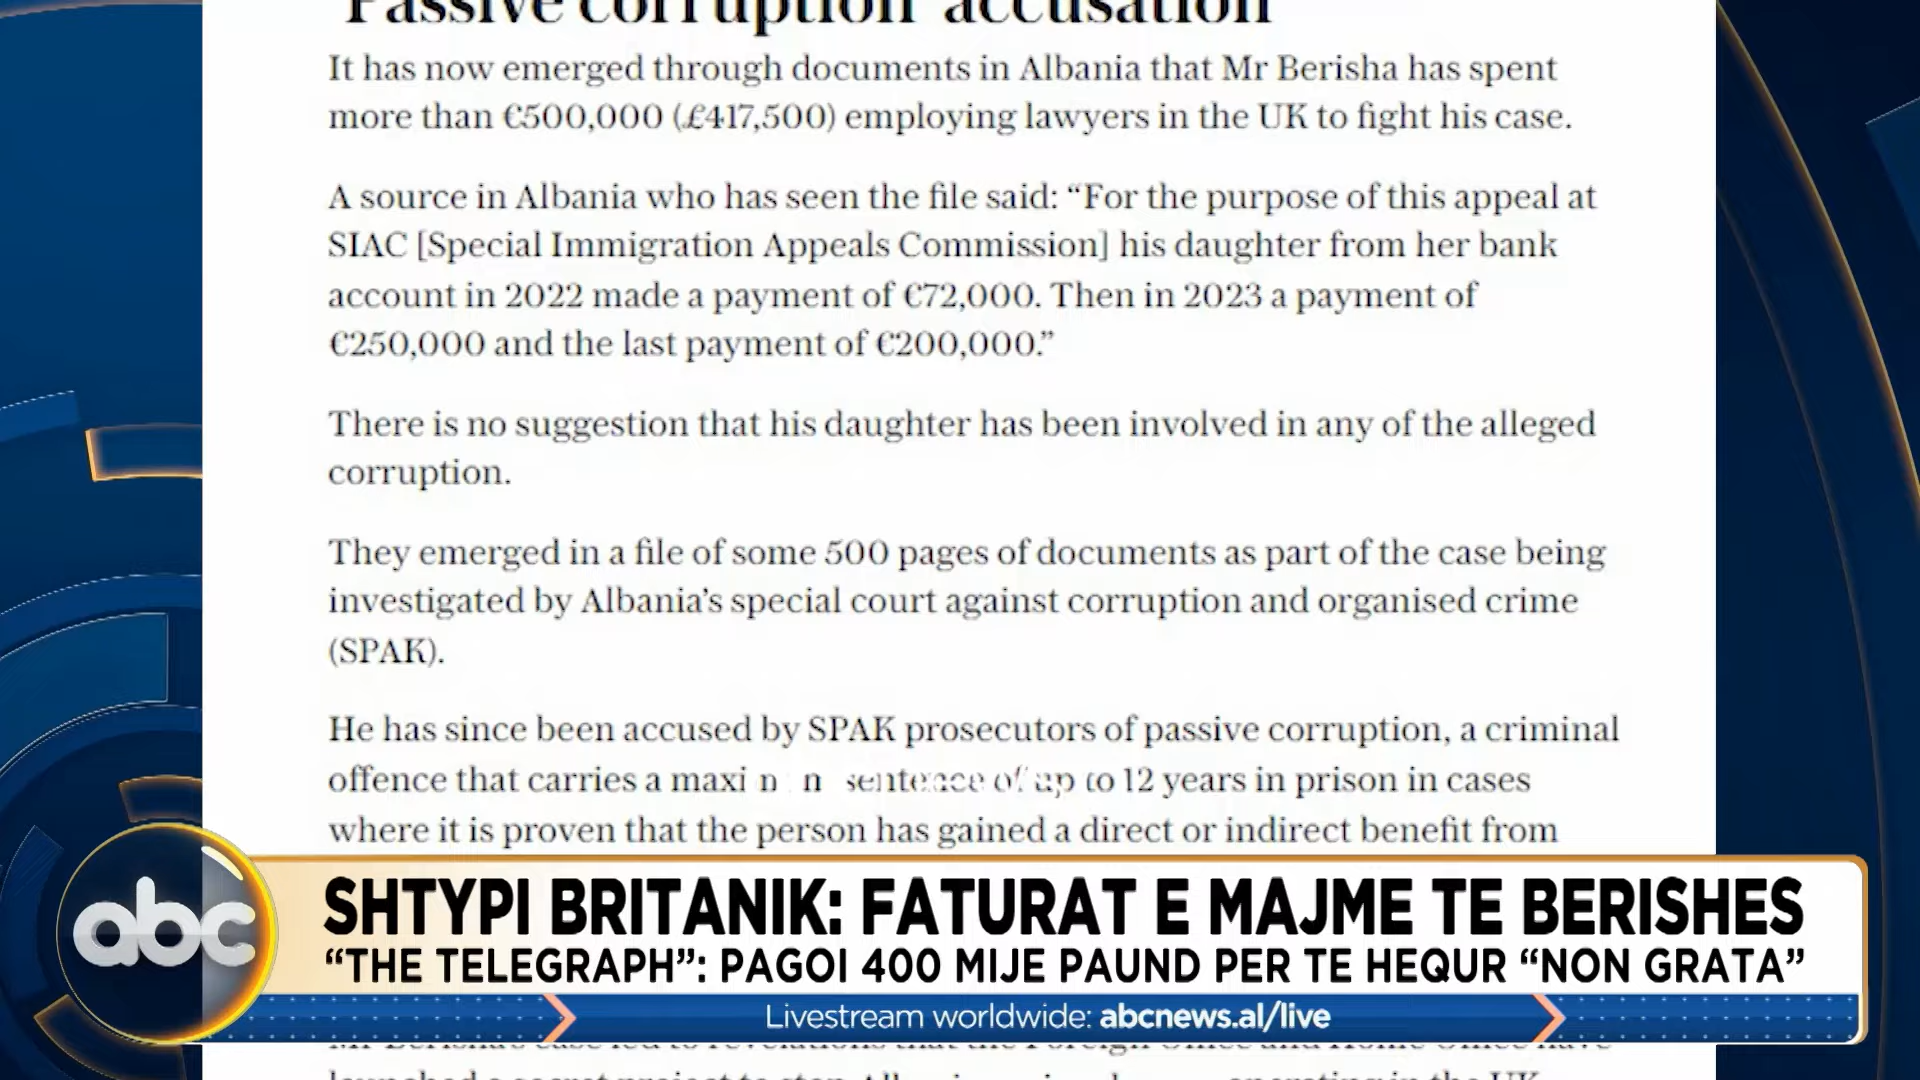 'Passive corruption' accusation
It has now emerged through documents in Albania that Mr Berisha has spent
more than €500,000 (£417,500) employing lawyers in the UK to fight his case.
A source in Albania who has seen the file said: “For the purpose of this appeal at
SIAC [Special Immigration Appeals Commission] his daughter from her bank
account in 2022 made a payment of €72,000. Then in 2023 a payment of
€250,000 and the last payment of €200,000.”
There is no suggestion that his daughter has been involved in any of the alleged
corruption.
They emerged in a file of some 500 pages of documents as part of the case being
investigated by Albania’s special court against corruption and organised crime
(SPAK).
He has since been accused by SPAK prosecutors of passive corruption, a criminal
offence that carries a sentence of up to 12 years in prison in cases
where it is proven that the person has gained a direct or indirect benefit from
abc
SHTYPI BRITANIK: FATURAT E MAJME TE BERISHES
“THE TELEGRAPH”: PAGOI 400 MIJE PAUND PER TE HEQUR “NON GRATA”
Livestream worldwide: abcnews.al/live